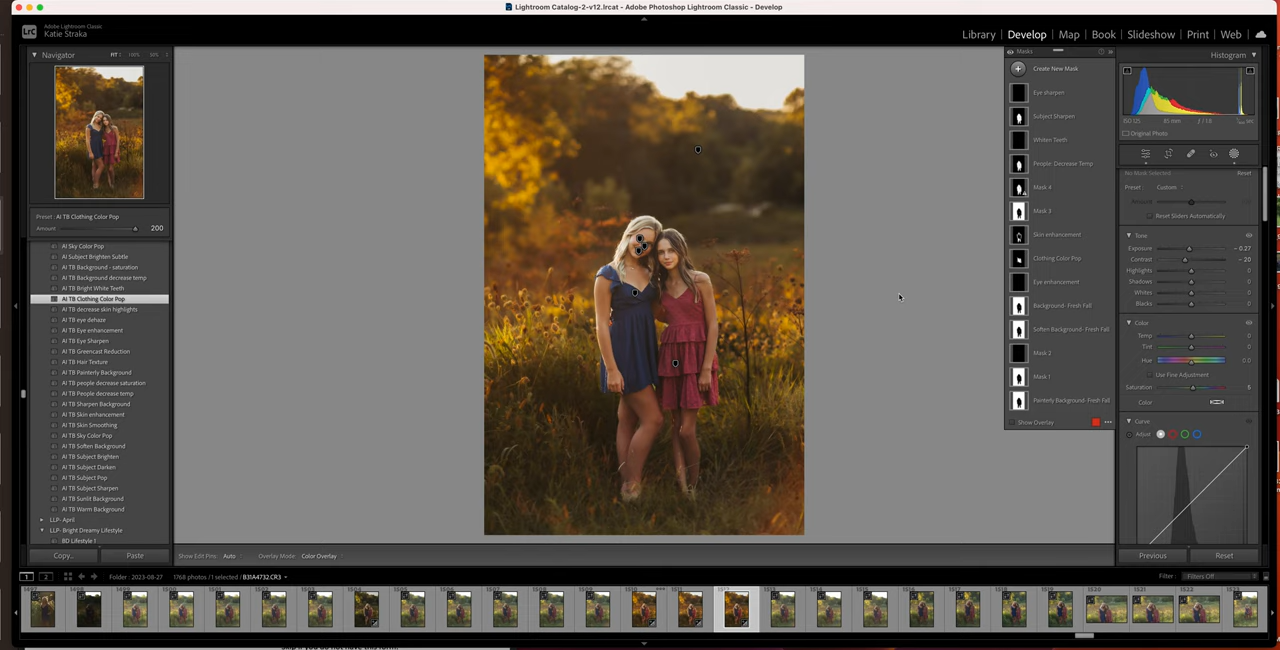 Lightroom Catalog-2-v12.lrcat - Adobe Photoshop Lightroom Classic - Develop
LrC
Adobe Lightroom Classic
Katie Straka
Library | Develop | Map | Book | Slideshow | Print | Web
Navigator
FIT
100%
50%
Preset: AI TB Clothing Color Pop
Amount 200
AI Sky Color Pop
AI Subject Brighten Subtle
AI TB Background - saturation
AI TB Background decrease temp
AI TB Bright White Teeth
AI TB Clothing Color Pop
AI TB decrease skin highlights
AI TB eye dehaze
AI TB Eye enhancement
AI TB Eye Sharpen
AI TB Greencast Reduction
AI TB Hair Texture
AI TB Painterly Background
AI TB people decrease saturation
AI TB People: decrease temp
AI TB Sharpen Background
AI TB Skin enhancement
AI TB Skin Smoothing
AI TB Sky Color Pop
AI TB Soften Background
AI TB Subject Brighten
AI TB Subject Darken
AI TB Subject Pop
AI TB Subject Sharpen
AI TB Sunlit Background
AI TB Warm Background
LLP- April
LLP- Bright Dreamy Lifestyle
BD Lifestyle 1
Copy...
Paste
Masks
Create New Mask
Eye sharpen
Subject Sharpen
Whiten Teeth
People: Decrease Temp
Mask 4
Mask 3
Skin enhancement
Clothing Color Pop
Eye enhancement
Background- Fresh Fall
Soften Background- Fresh Fall
Mask 2
Mask 1
Painterly Background- Fresh Fall
Show Overlay
Histogram
ISO 125
85 mm
ƒ / 1.8
Original Photo
No Mask Selected
Reset
Preset: Custom
Amount
Reset Sliders Automatically
Tone
Exposure - 0.27
Contrast - 20
Highlights 0
Shadows 0
Whites 0
Blacks 0
Color
Temp 0
Tint 0
Hue 0.0
Use Fine Adjustment
Saturation 5
Color
Curve
Adjust
Previous
Reset
Show Edit Pins: Auto
Overlay Mode: Color Overlay
1 2
Folder : 2023-08-27
1768 photos / 1 selected / B31A4732.CR3
Filter : Filters Off